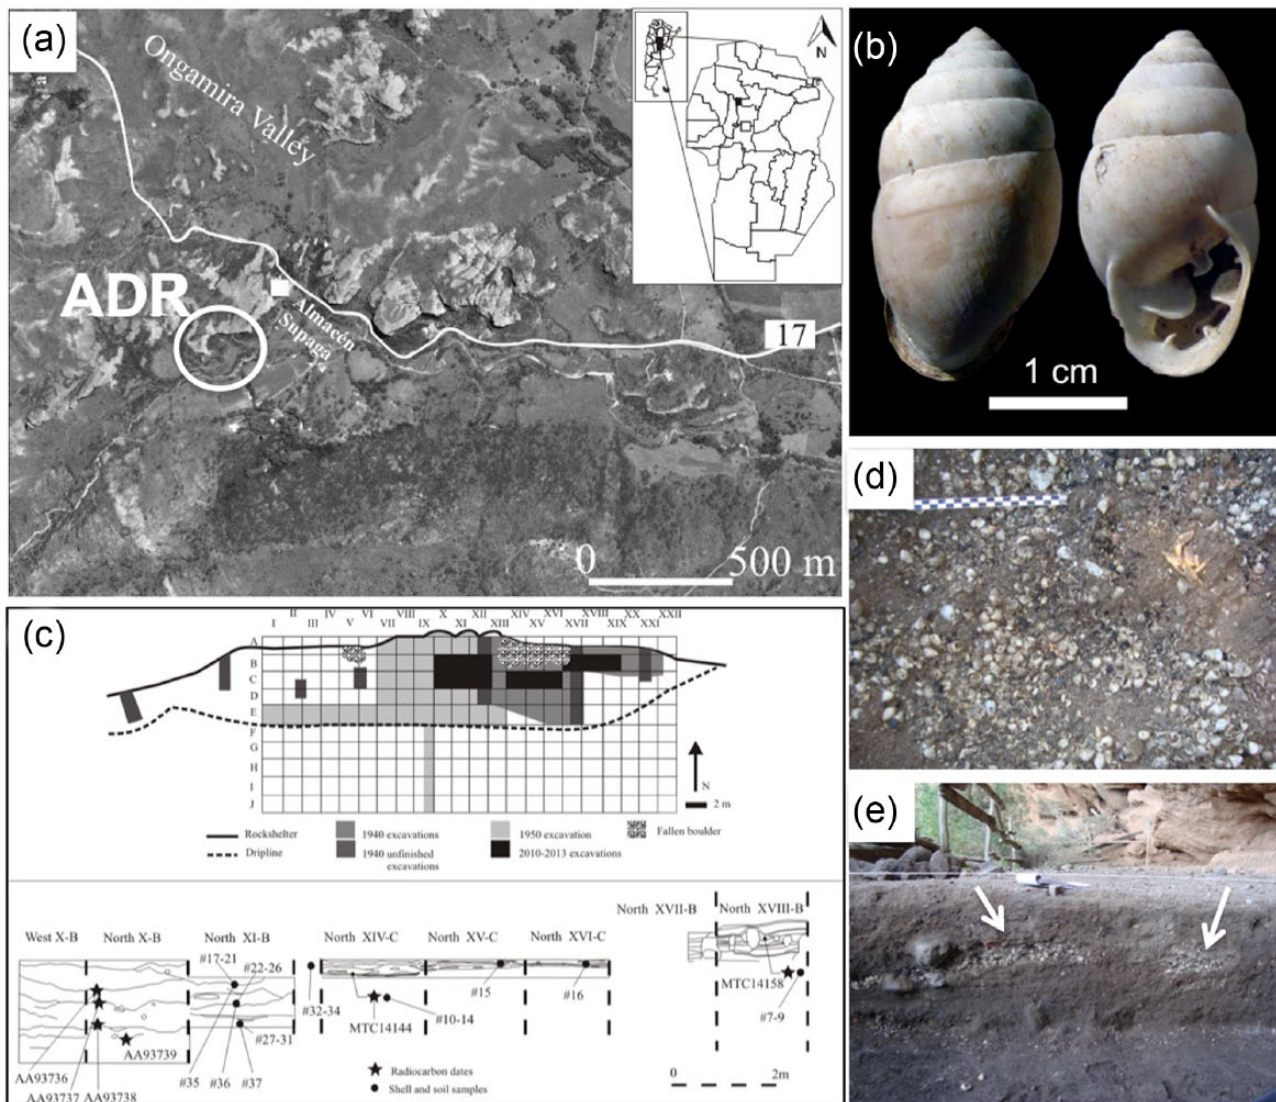 (a)
Ongamira Valley
N
ADR
Almacén
Supaga
17
0 500 m
(b)
1 cm
(c)
II IV VI VIII X XII XIV XVI XVIII XX XXII
I III V VII IX XI XIII XV XVII XIX XXI
A
B
C
D
E
F
G
H
I
J
N
2 m
Rockshelter
Dripline
1940 excavations
1940 unfinished
excavations
1950 excavation
2010-2013 excavations
Fallen boulder
West X-B
North X-B
North XI-B
North XIV-C
North XV-C
North XVI-C
North XVII-B
North XVIII-B
#17-21
#22-26
#32-34
#27-31
#35
#36
#37
MTC14144
#10-14
#15
#16
MTC14158
#7-9
AA93736
AA93737
AA93738
AA93739
Radiocarbon dates
Shell and soil samples
0 2m
(d)
(e)